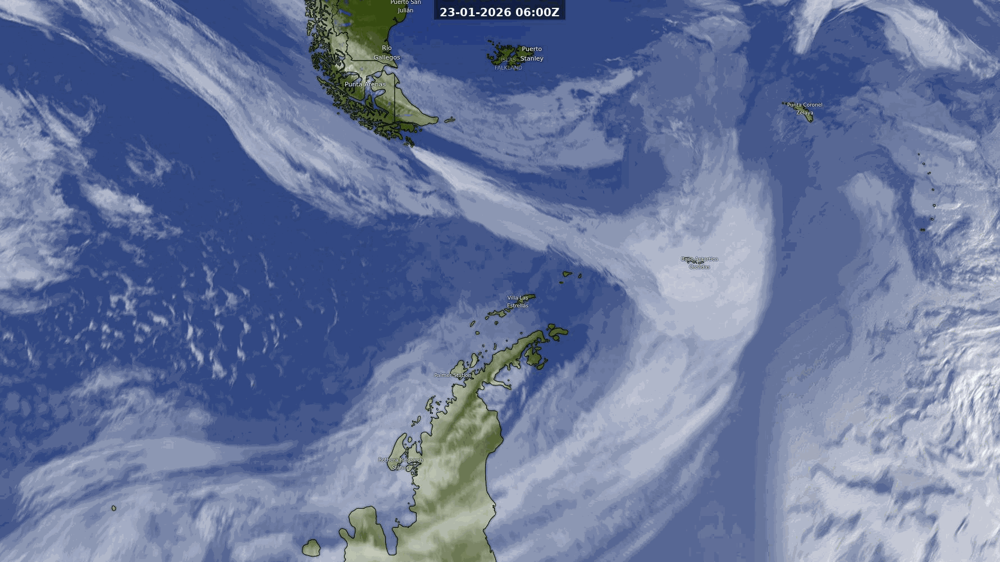 Puerto San
Julián
23-01-2026 06:00Z
Río
Gallegos
Puerto
Stanley
ISLAS
FALKLAND
Punta Arenas
Punta Coronel
Zelaya
Base Antartica
Orcadas
Villa Las
Estrellas
Palmer Station
Rothera Research
Station